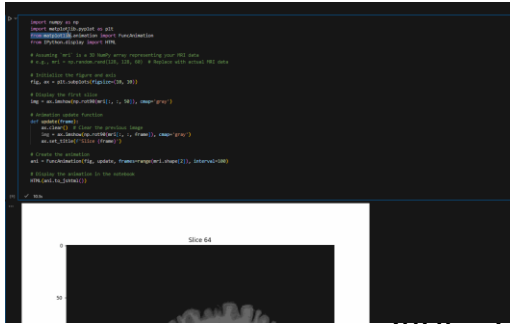 import numpy as np
import matplotlib.pyplot as plt
from matplotlib.animation import FuncAnimation
from IPython.display import HTML
# Assuming `mri` is a 3D NumPy array representing your MRI data
# e.g., mri = np.random.rand(128, 128, 60)  # Replace with actual MRI data
# Initialize the figure and axis
fig, ax = plt.subplots(figsize=(10, 10))
# Display the first slice
img = ax.imshow(np.rot90(mri[:, :, 50]), cmap='gray')
# Animation update function
def update(frame):
ax.clear()  # Clear the previous image
img = ax.imshow(np.rot90(mri[:, :, frame]), cmap='gray')
ax.set_title(f"Slice {frame}")
# Create the animation
ani = FuncAnimation(fig, update, frames=range(mri.shape[2]), interval=100)
# Display the animation in the notebook
HTML(ani.to_jshtml())
Slice 64
0
50